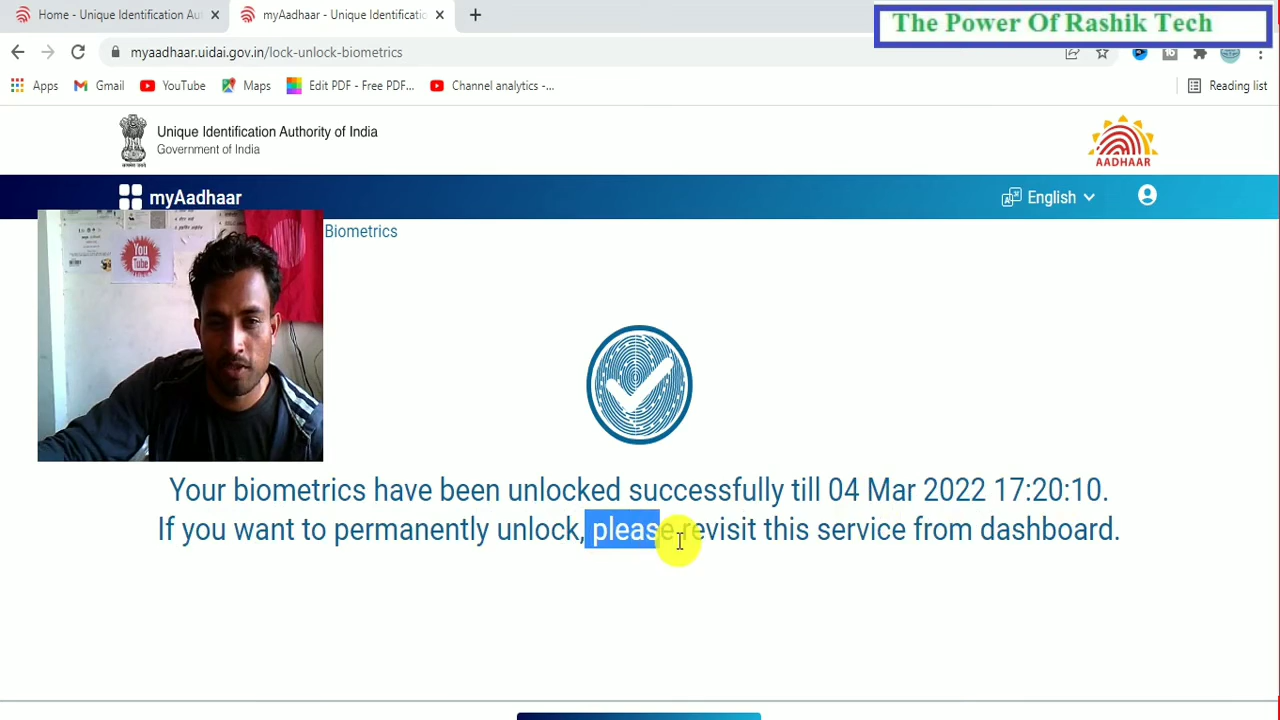 Home - Unique Identification Aut
myAadhaar - Unique Identificatio
The Power Of Rashik Tech
myaadhaar.uidai.gov.in/lock-unlock-biometrics
Apps
Gmail
YouTube
Maps
Edit PDF - Free PDF...
Channel analytics -...
Reading list
Unique Identification Authority of India
Government of India
AADHAAR
myAadhaar
English
Biometrics
You
Tube
Your biometrics have been unlocked successfully till 04 Mar 2022 17:20:10.
If you want to permanently unlock, please revisit this service from dashboard.